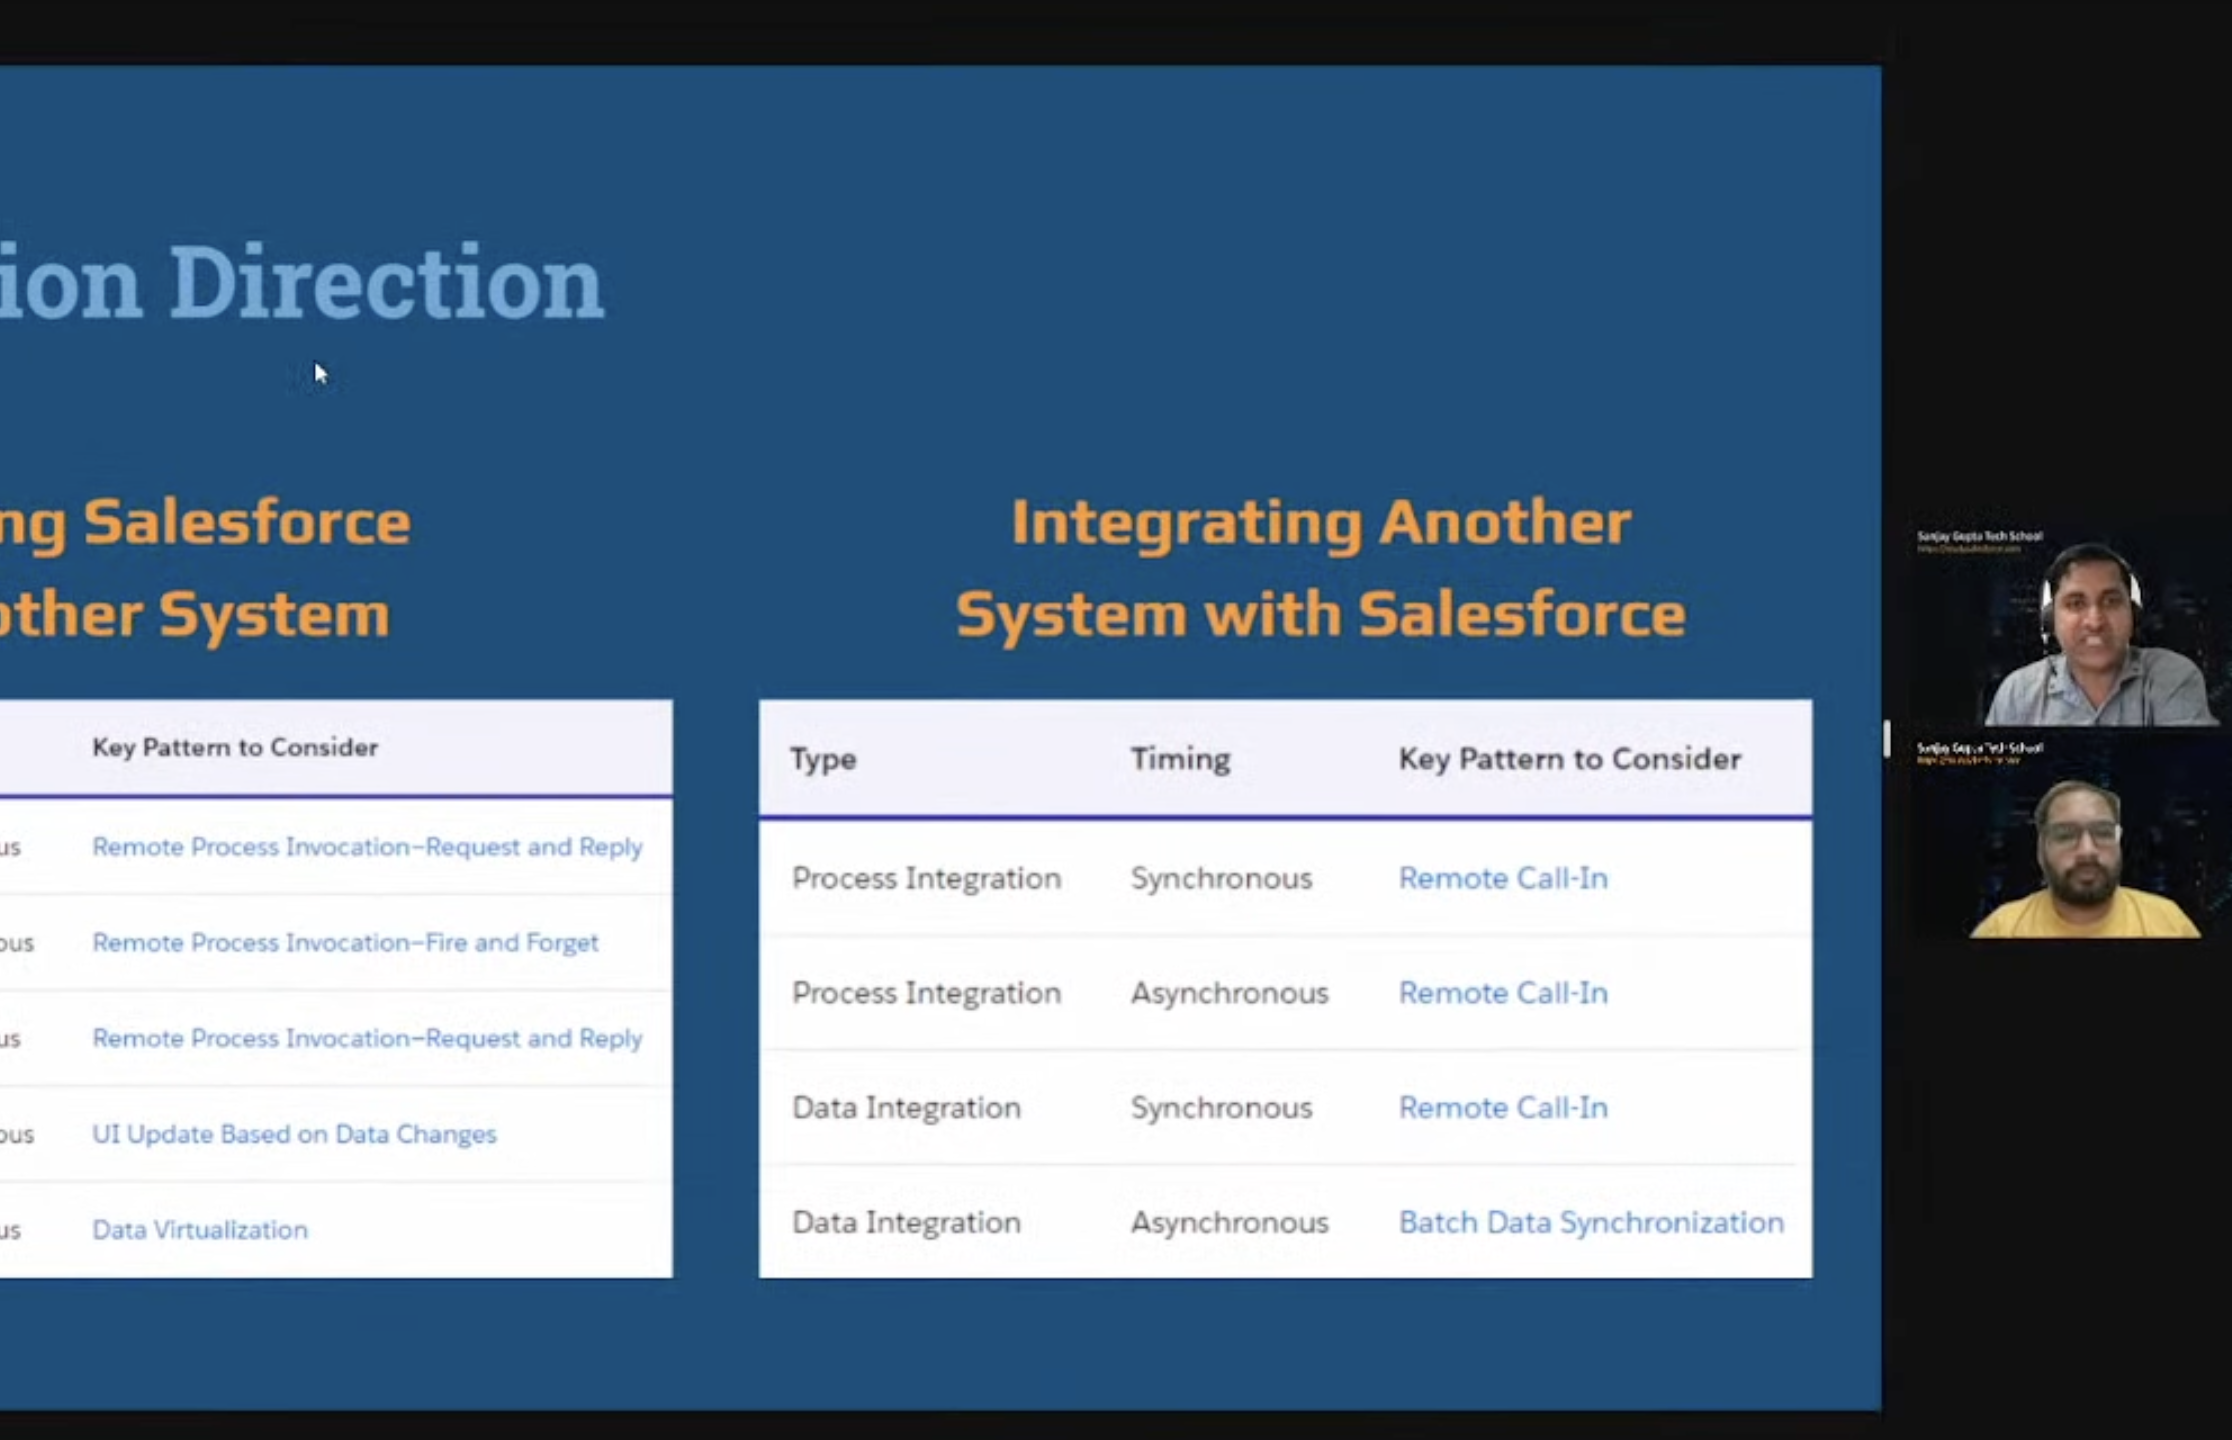 ion Direction
ng Salesforce
other System
Key Pattern to Consider
us Remote Process Invocation–Request and Reply
ous Remote Process Invocation–Fire and Forget
us Remote Process Invocation–Request and Reply
ous UI Update Based on Data Changes
us Data Virtualization
Integrating Another
System with Salesforce
Type Timing Key Pattern to Consider
Process Integration Synchronous Remote Call-In
Process Integration Asynchronous Remote Call-In
Data Integration Synchronous Remote Call-In
Data Integration Asynchronous Batch Data Synchronization
Sanjay Gupta Tech School
Sanjay Gupta Tech School